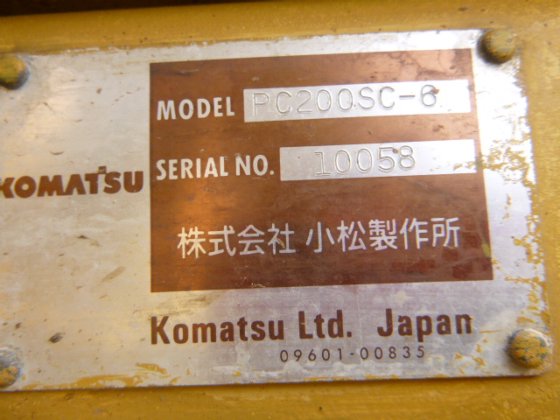 MODEL PC200SC-6
SERIAL NO. 10058
KOMATSU
株式会社 小松製作所
Komatsu Ltd. Japan
09601-00835